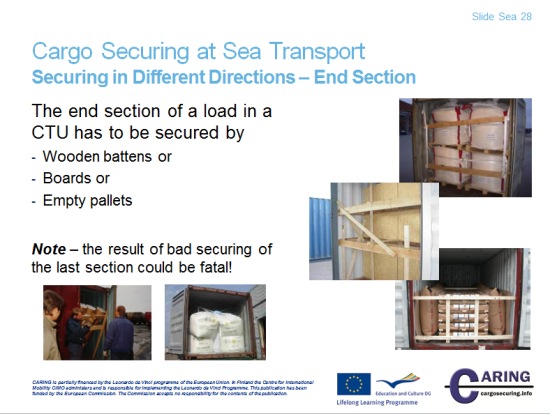 Slide Sea 28
Cargo Securing at Sea Transport
Securing in Different Directions – End Section
The end section of a load in a
CTU has to be secured by
- Wooden battens or
- Boards or
- Empty pallets
Note – the result of bad securing of
the last section could be fatal!
CARING is partially financed by the Leonardo da Vinci programme of the European Union. In Finland the Centre for International
Mobility CIMO administers and is responsible for implementing the Leonardo da Vinci Programme. This publication has been
funded by the European Commission. The Commission accepts no responsibility for the contents of the publication.
Education and Culture DG
Lifelong Learning Programme
CARING
cargosecuring.info